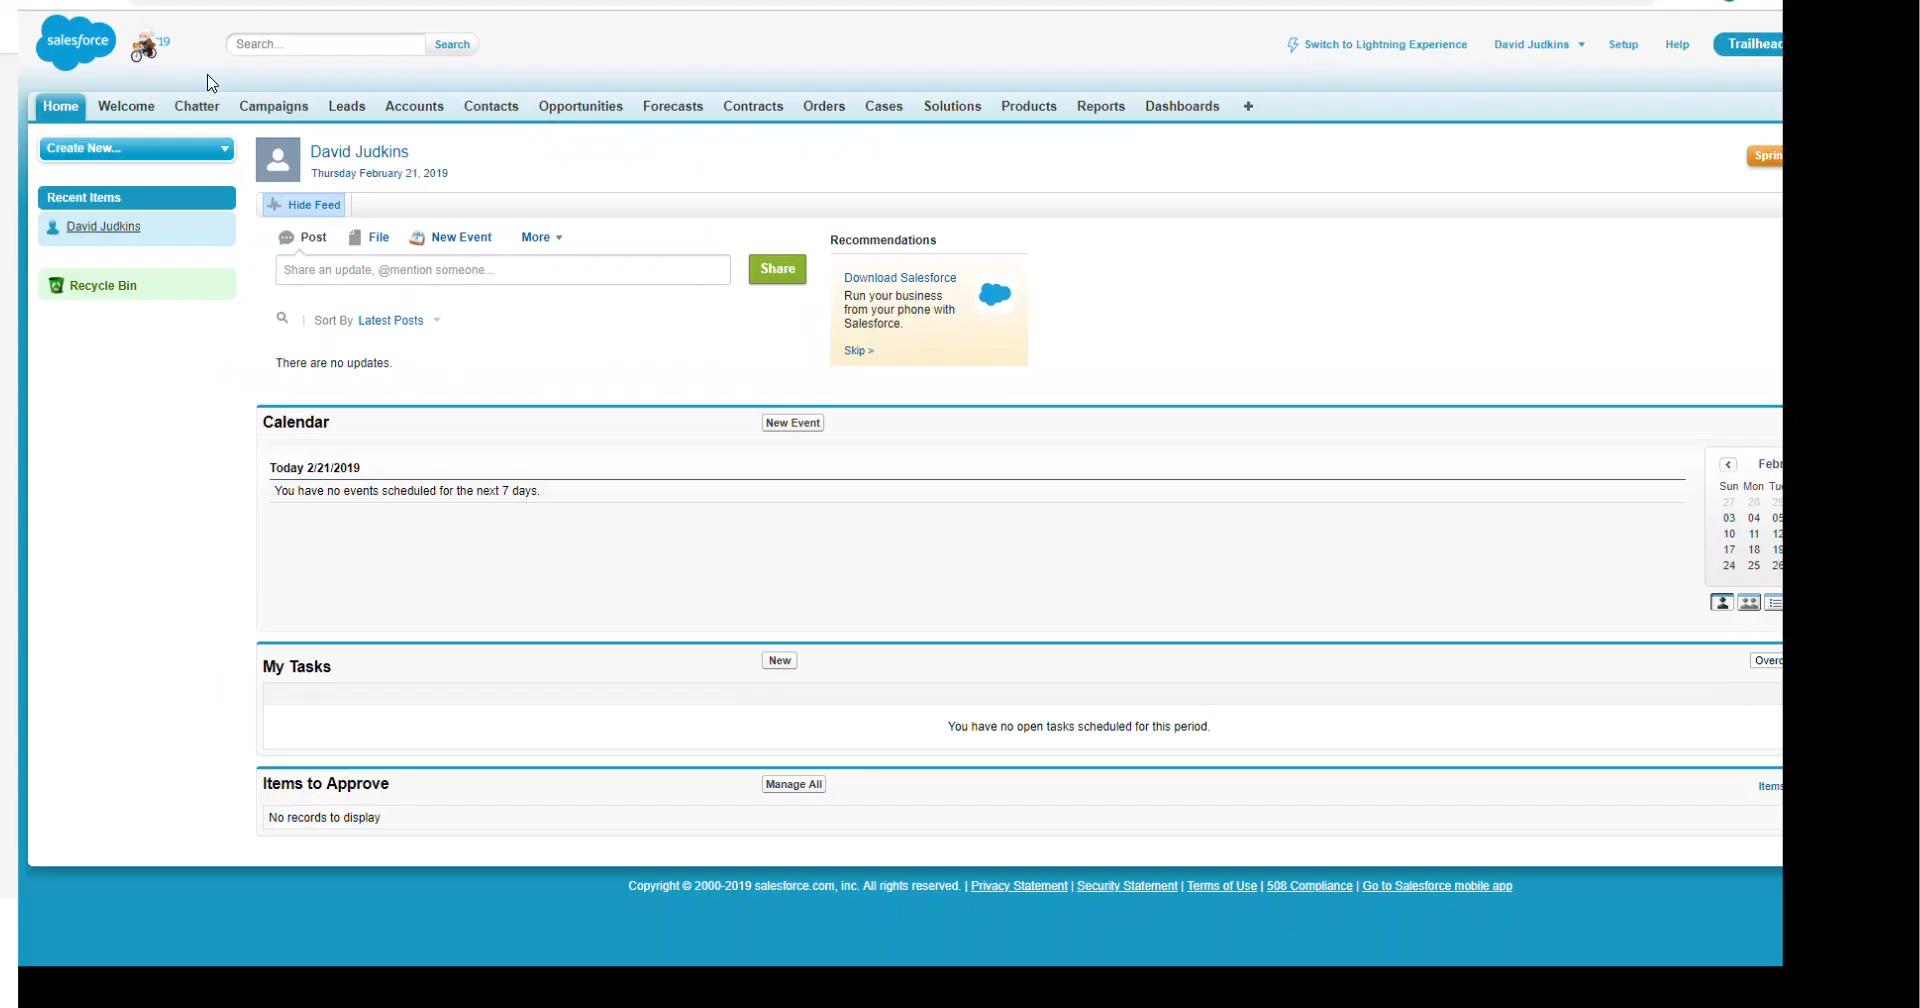 salesforce
'19
Search...
Search
Switch to Lightning Experience
David Judkins
Setup
Help
Trailhead
Home
Welcome
Chatter
Campaigns
Leads
Accounts
Contacts
Opportunities
Forecasts
Contracts
Orders
Cases
Solutions
Products
Reports
Dashboards
+
Create New...
Recent Items
David Judkins
Recycle Bin
David Judkins
Thursday February 21, 2019
Sprin
Hide Feed
Post
File
New Event
More
Share an update, @mention someone...
Share
Sort By Latest Posts
There are no updates.
Recommendations
Download Salesforce
Run your business
from your phone with
Salesforce.
Skip >
Calendar
New Event
Today 2/21/2019
You have no events scheduled for the next 7 days.
Febr
Sun Mon Tu
27 28 29
03 04 05
10 11 12
17 18 19
24 25 26
My Tasks
New
Overd
You have no open tasks scheduled for this period.
Items to Approve
Manage All
Items
No records to display
Copyright © 2000-2019 salesforce.com, inc. All rights reserved. | Privacy Statement | Security Statement | Terms of Use | 508 Compliance | Go to Salesforce mobile app